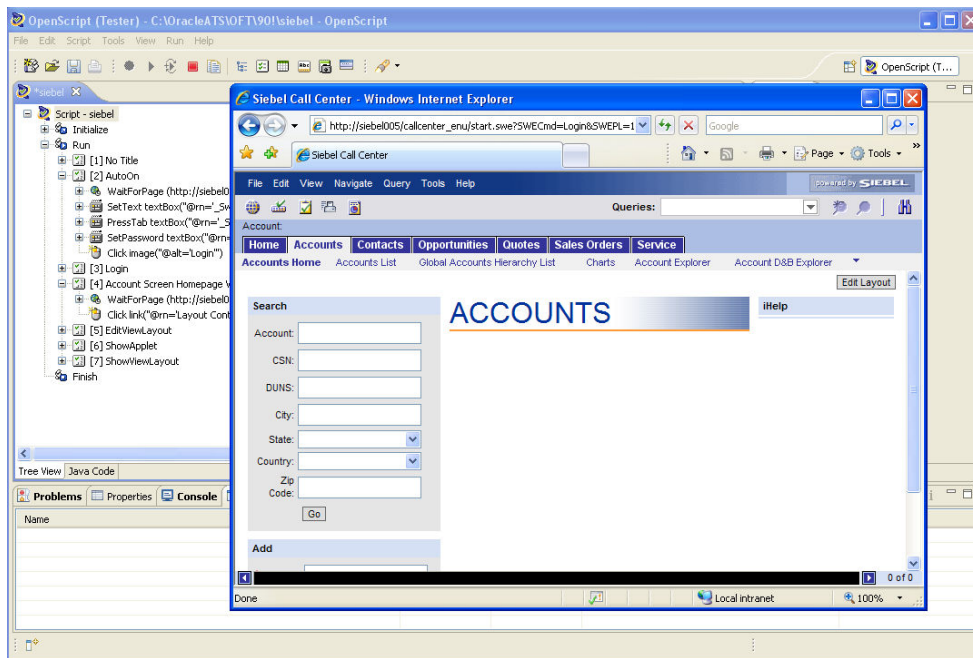 OpenScript (Tester) - C:\OracleATS\OFT\90!\siebel - OpenScript
File Edit Script Tools View Run Help
OpenScript (T...
*siebel
Script - siebel
Initialize
Run
[1] No Title
[2] AutoOn
WaitForPage (http://siebel0
SetText textBox("@rn='_Sw
PressTab textBox("@rn='_S
SetPassword textBox("@rn=
Click image("@alt='Login'")
[3] Login
[4] Account Screen Homepage V
WaitForPage (http://siebel0
Click link("@rn='Layout Cont
[5] EditViewLayout
[6] ShowApplet
[7] ShowViewLayout
Finish
Tree View Java Code
Problems Properties Console
Name
Siebel Call Center - Windows Internet Explorer
http://siebel005/callcenter_enu/start.swe?SWECmd=Login&SWEPL=1
Google
Siebel Call Center
Page Tools
File Edit View Navigate Query Tools Help
powered by SIEBEL
Queries:
Account:
Home Accounts Contacts Opportunities Quotes Sales Orders Service
Accounts Home Accounts List Global Accounts Hierarchy List Charts Account Explorer Account D&B Explorer
Edit Layout
Search
ACCOUNTS
iHelp
Account:
CSN:
DUNS:
City:
State:
Country:
Zip
Code:
Go
Add
0 of 0
Done
Local intranet
100%